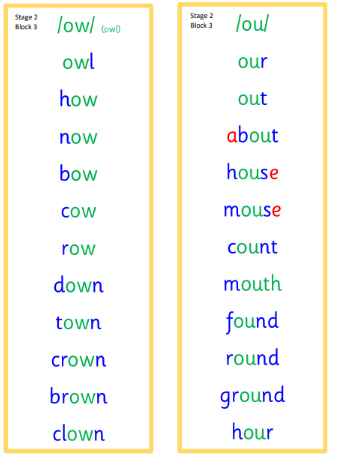 Stage 2
Block 3
/ow/ (owl)
owl
how
now
bow
cow
row
down
town
crown
brown
clown
Stage 2
Block 3
/ou/
our
out
about
house
mouse
count
mouth
found
round
ground
hour